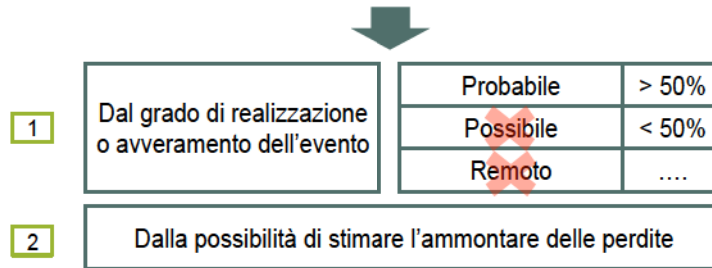 1
Dal grado di realizzazione
o avveramento dell'evento
Probabile > 50%
Possibile < 50%
Remoto ....
2
Dalla possibilità di stimare l'ammontare delle perdite